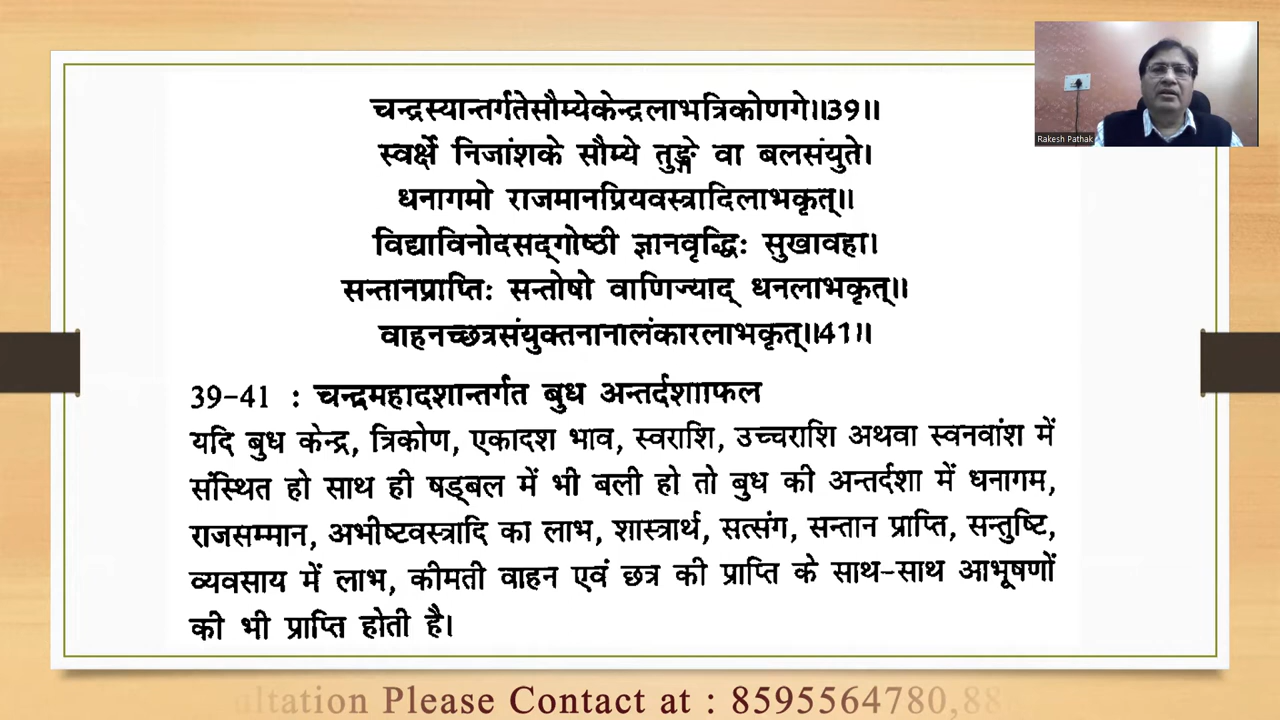 चन्द्रस्यान्तर्गतेसौम्येकेन्द्रलाभत्रिकोणगे॥39॥
स्वर्क्षे निजांशके सौम्ये तुङ्गे वा बलसंयुते।
धनागमो राजमानप्रियवस्त्रादिलाभकृत्॥
विद्याविनोदसद्गोष्ठी ज्ञानवृद्धिः सुखावहा।
सन्तानप्राप्तिः सन्तोषो वाणिज्याद् धनलाभकृत्॥
वाहनच्छत्रसंयुक्तनानालंकारलाभकृत्॥41॥
39-41 : चन्द्रमहादशान्तर्गत बुध अन्तर्दशााफल
यदि बुध केन्द्र, त्रिकोण, एकादश भाव, स्वराशि, उच्चराशि अथवा स्वनवांश में
संस्थित हो साथ ही षड्बल में भी बली हो तो बुध की अन्तर्दशा में धनागम,
राजसम्मान, अभीष्टवस्त्रादि का लाभ, शास्त्रार्थ, सत्संग, सन्तान प्राप्ति, सन्तुष्टि,
व्यवसाय में लाभ, कीमती वाहन एवं छत्र की प्राप्ति के साथ-साथ आभूषणों
की भी प्राप्ति होती है।
Rakesh Pathak
ultation Please Contact at : 8595564780,88